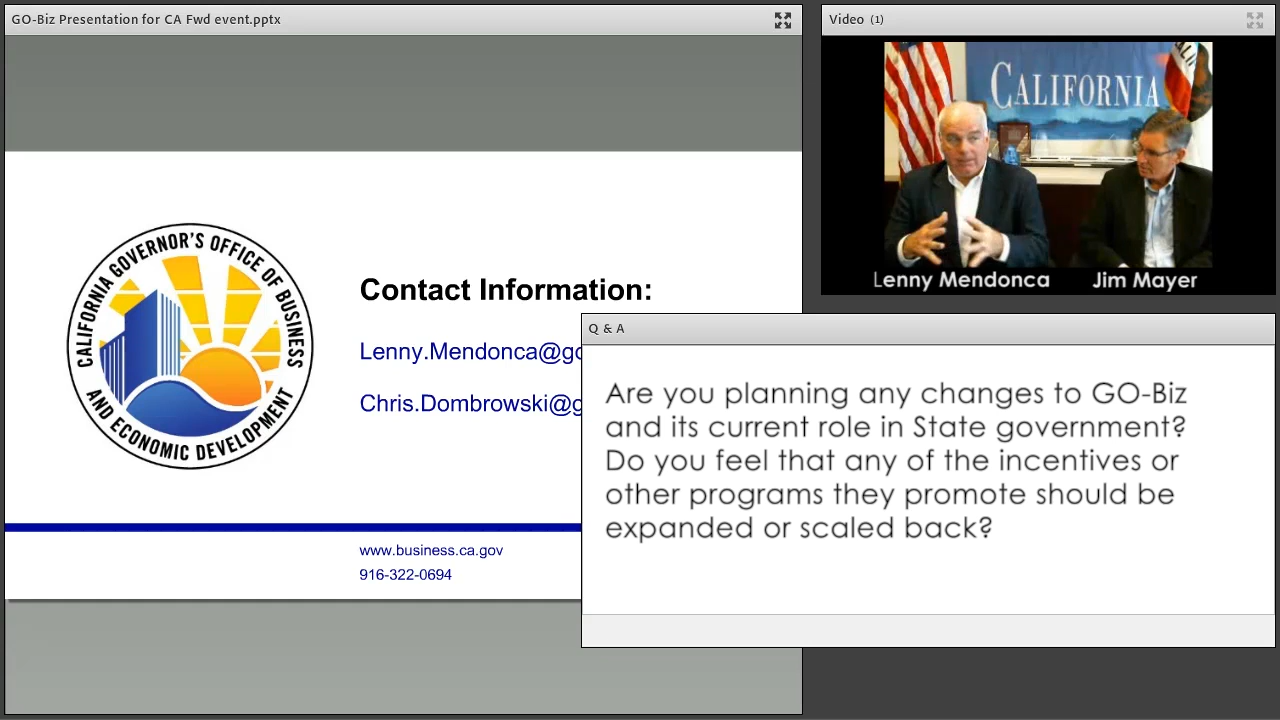 GO-Biz Presentation for CA Fwd event.pptx
Video (1)
CALIFORNIA
Lenny Mendonca
Jim Mayer
CALIFORNIA GOVERNOR'S OFFICE OF BUSINESS
AND ECONOMIC DEVELOPMENT
Contact Information:
Lenny.Mendonca@go
Chris.Dombrowski@g
www.business.ca.gov
916-322-0694
Q & A
Are you planning any changes to GO-Biz
and its current role in State government?
Do you feel that any of the incentives or
other programs they promote should be
expanded or scaled back?